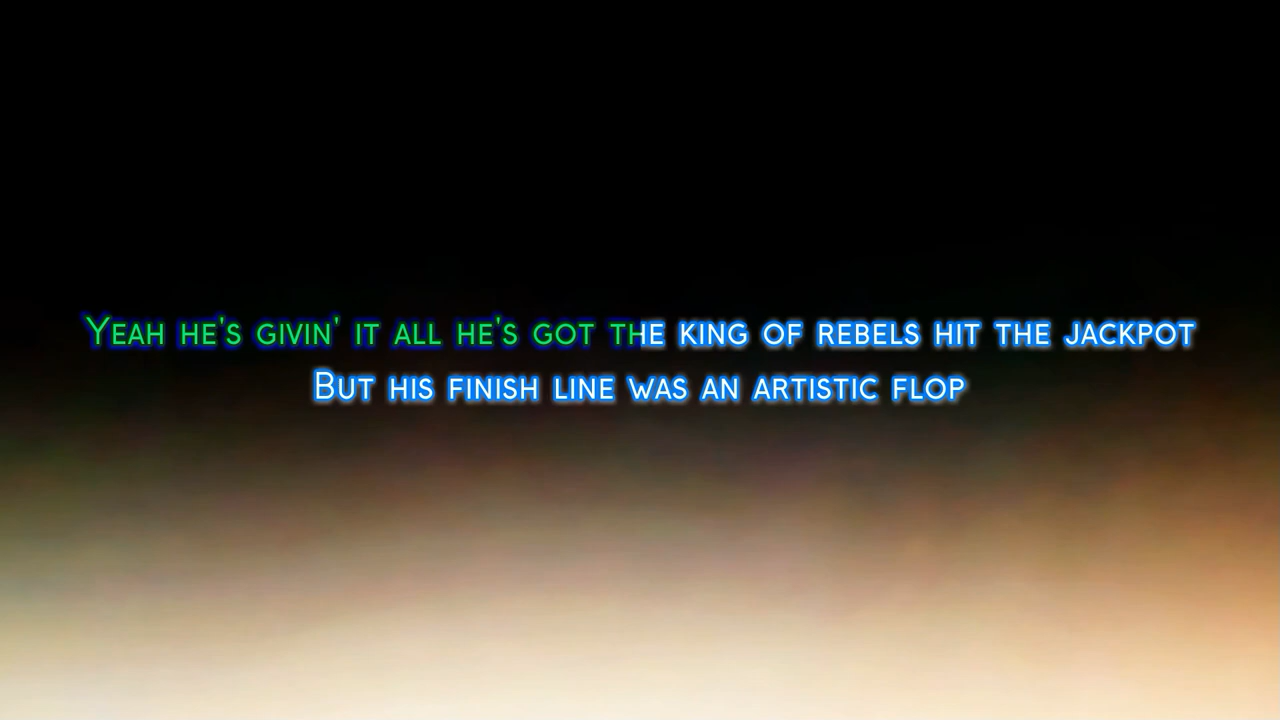 Yeah he's givin' it all he's got the king of rebels hit the jackpot
But his finish line was an artistic flop